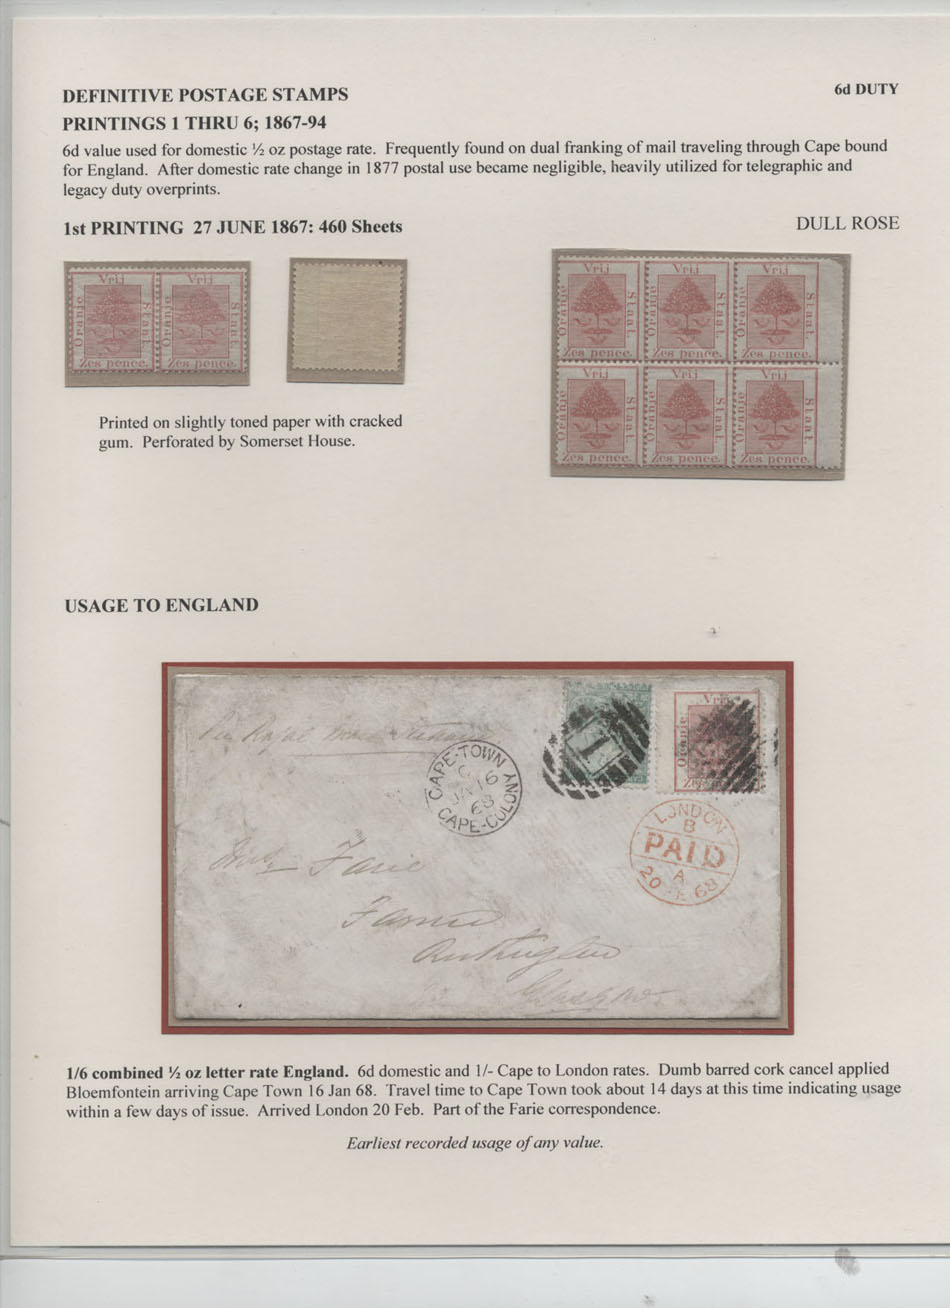 DEFINITIVE POSTAGE STAMPS
6d DUTY
PRINTINGS 1 THRU 6; 1867-94
6d value used for domestic ½ oz postage rate. Frequently found on dual franking of mail traveling through Cape bound
for England. After domestic rate change in 1877 postal use became negligible, heavily utilized for telegraphic and
legacy duty overprints.
1st PRINTING 27 JUNE 1867: 460 Sheets
DULL ROSE
Vrij
Oranje
Staat.
Zes pence.
Vrij
Oranje
Staat.
Zes pence.
Vrij
Oranje
Staat.
Zes pence.
Vrij
Oranje
Staat.
Zes pence.
Vrij
Oranje
Staat.
Zes pence.
Vrij
Oranje
Staat.
Zes pence.
Vrij
Oranje
Staat.
Zes pence.
Vrij
Oranje
Staat.
Zes pence.
Printed on slightly toned paper with cracked
gum. Perforated by Somerset House.
USAGE TO ENGLAND
Royal Mail
CAPE-TOWN
JA 16
68
CAPE-COLONY
1
Vrij
Oranje
LONDON
B
PAID
A
20 68
Farie
Farme
Glasgow
1/6 combined ½ oz letter rate England. 6d domestic and 1/- Cape to London rates. Dumb barred cork cancel applied
Bloemfontein arriving Cape Town 16 Jan 68. Travel time to Cape Town took about 14 days at this time indicating usage
within a few days of issue. Arrived London 20 Feb. Part of the Farie correspondence.
Earliest recorded usage of any value.